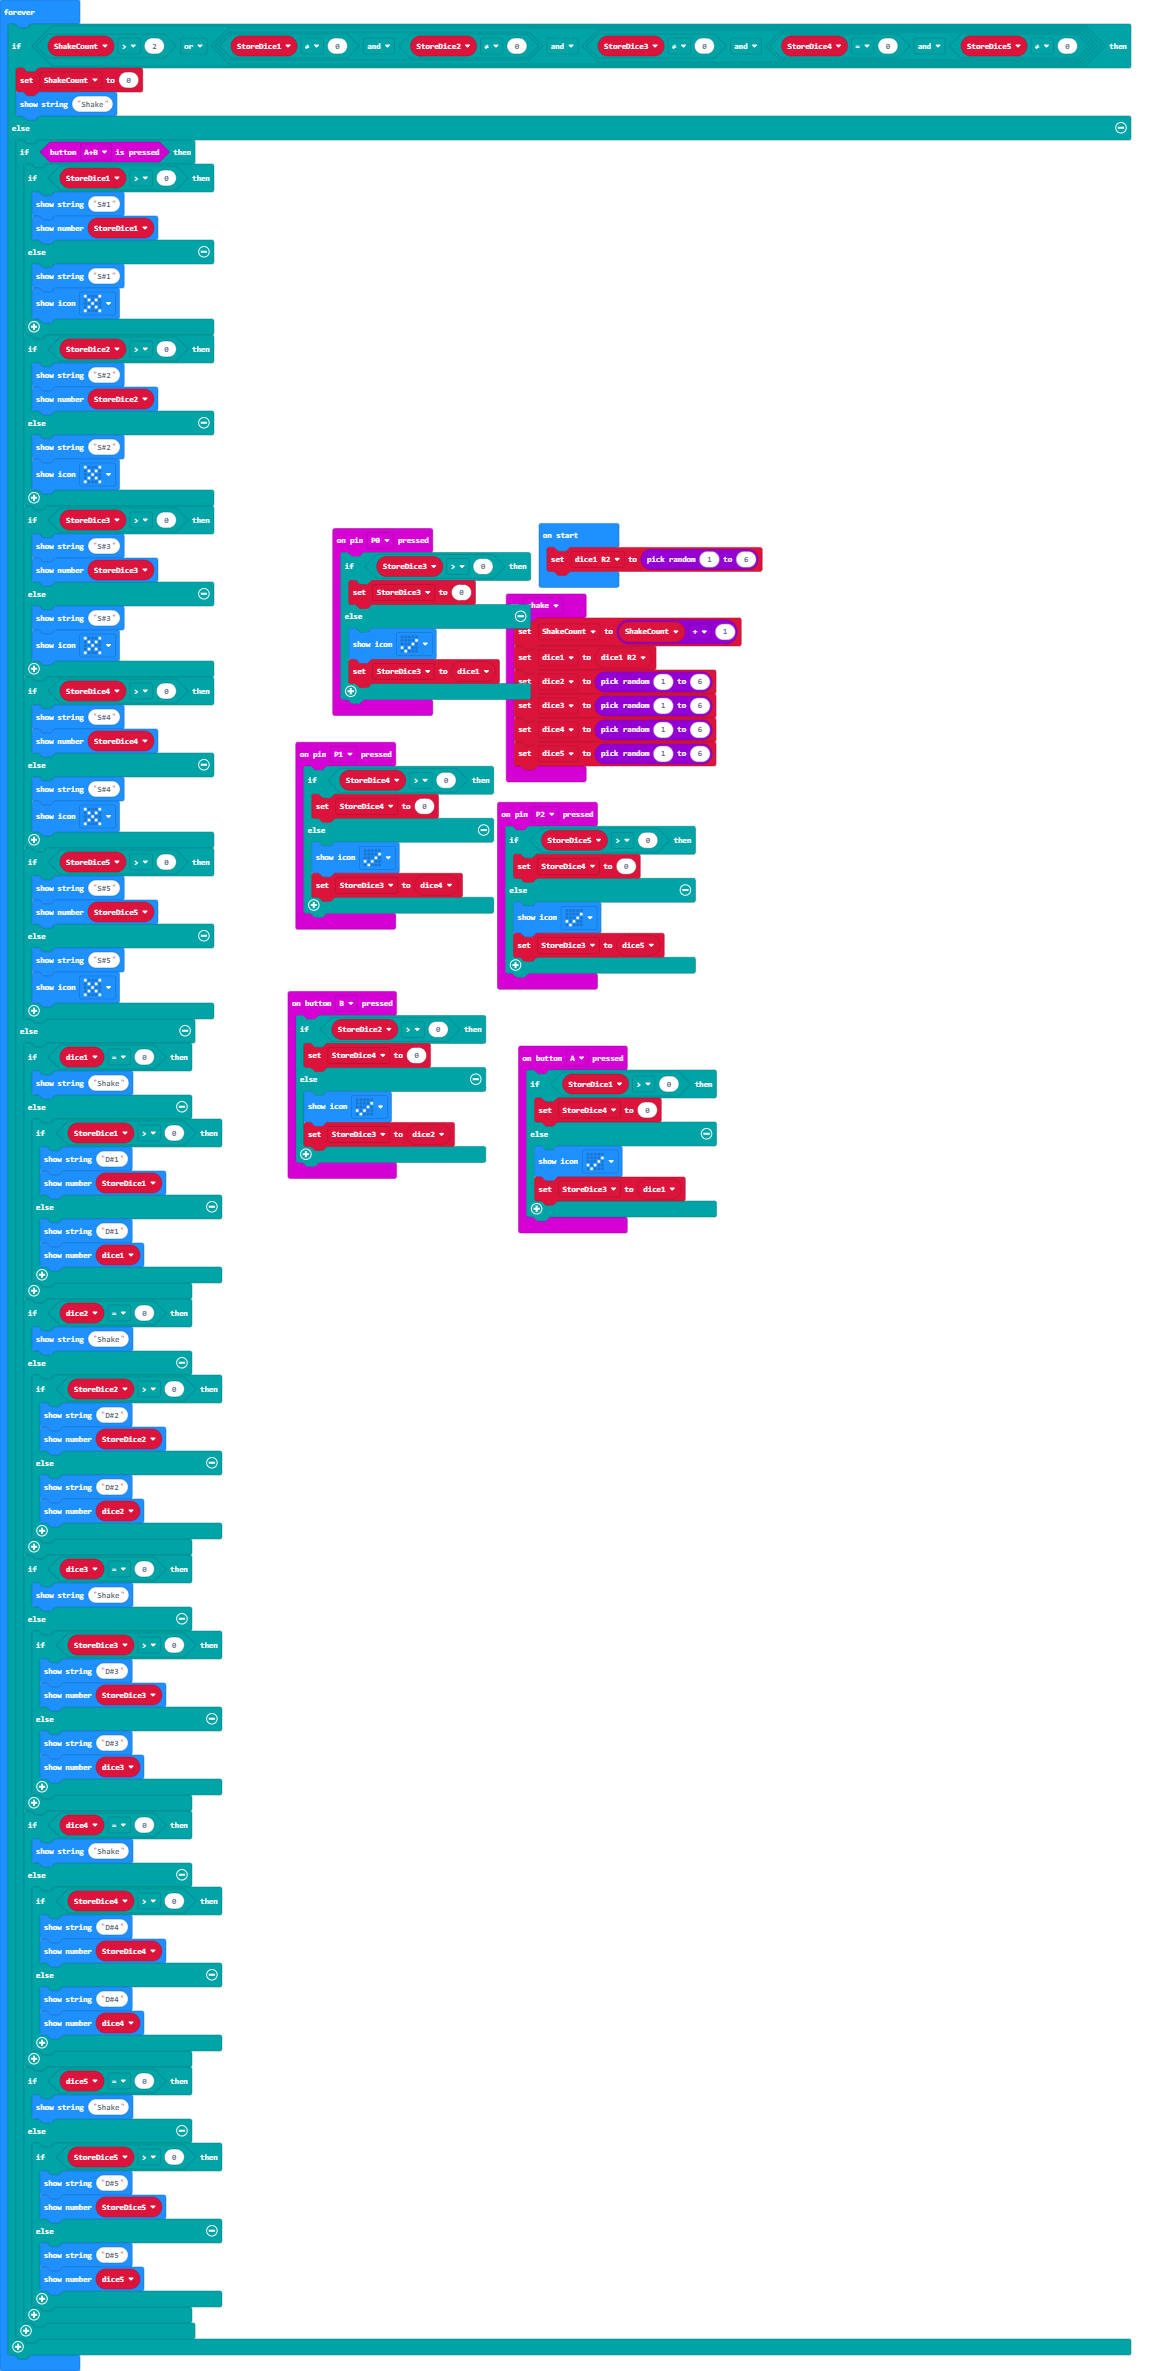 forever
if ShakeCount > 2 or StoreDice1 ≠ 0 and StoreDice2 ≠ 0 and StoreDice3 ≠ 0 and StoreDice4 = 0 and StoreDice5 ≠ 0 then
set ShakeCount to 0
show string "Shake"
else
if button A+B is pressed then
if StoreDice1 > 0 then
show string "S#1"
show number StoreDice1
else
show string "S#1"
show icon
if StoreDice2 > 0 then
show string "S#2"
show number StoreDice2
else
show string "S#2"
show icon
if StoreDice3 > 0 then
show string "S#3"
show number StoreDice3
else
show string "S#3"
show icon
if StoreDice4 > 0 then
show string "S#4"
show number StoreDice4
else
show string "S#4"
show icon
if StoreDice5 > 0 then
show string "S#5"
show number StoreDice5
else
show string "S#5"
show icon
else
if dice1 = 0 then
show string "Shake"
else
if StoreDice1 > 0 then
show string "D#1"
show number StoreDice1
else
show string "D#1"
show number dice1
if dice2 = 0 then
show string "Shake"
else
if StoreDice2 > 0 then
show string "D#2"
show number StoreDice2
else
show string "D#2"
show number dice2
if dice3 = 0 then
show string "Shake"
else
if StoreDice3 > 0 then
show string "D#3"
show number StoreDice3
else
show string "D#3"
show number dice3
if dice4 = 0 then
show string "Shake"
else
if StoreDice4 > 0 then
show string "D#4"
show number StoreDice4
else
show string "D#4"
show number dice4
if dice5 = 0 then
show string "Shake"
else
if StoreDice5 > 0 then
show string "D#5"
show number StoreDice5
else
show string "D#5"
show number dice5
on pin P0 pressed
if StoreDice3 > 0 then
set StoreDice3 to 0
else
show icon
set StoreDice3 to dice1
on start
set dice1 R2 to pick random 1 to 6
hake
set ShakeCount to ShakeCount + 1
set dice1 to dice1 R2
set dice2 to pick random 1 to 6
set dice3 to pick random 1 to 6
set dice4 to pick random 1 to 6
set dice5 to pick random 1 to 6
on pin P1 pressed
if StoreDice4 > 0 then
set StoreDice4 to 0
else
show icon
set StoreDice3 to dice4
on pin P2 pressed
if StoreDice5 > 0 then
set StoreDice4 to 0
else
show icon
set StoreDice3 to dice5
on button B pressed
if StoreDice2 > 0 then
set StoreDice4 to 0
else
show icon
set StoreDice3 to dice2
on button A pressed
if StoreDice1 > 0 then
set StoreDice4 to 0
else
show icon
set StoreDice3 to dice1